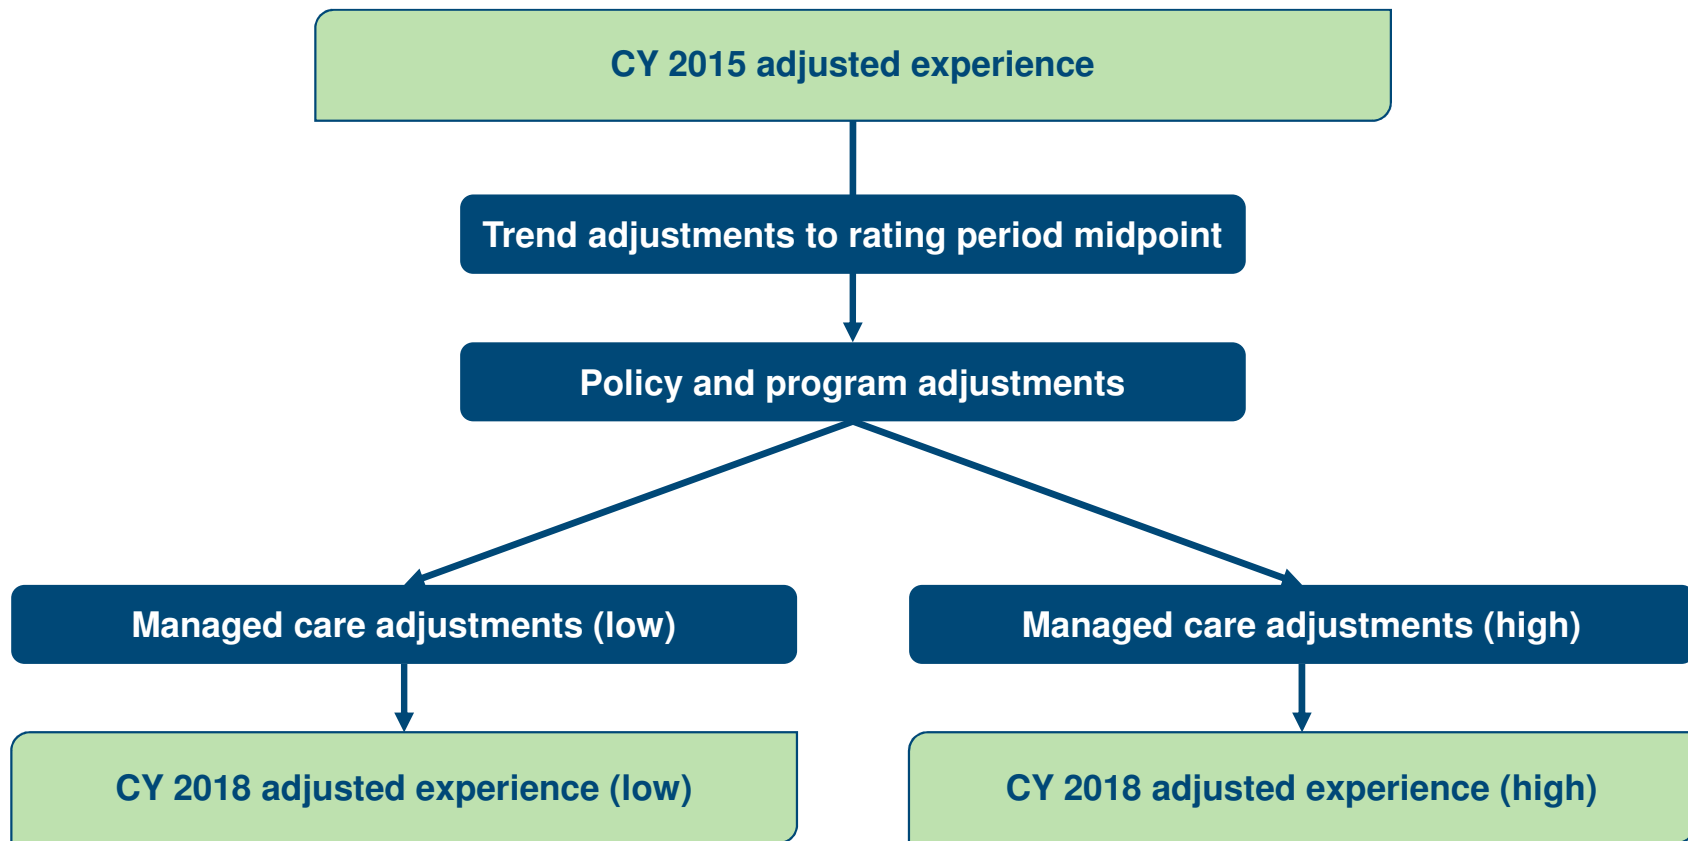 CY 2015 adjusted experience
Trend adjustments to rating period midpoint
Policy and program adjustments
Managed care adjustments (low)
Managed care adjustments (high)
CY 2018 adjusted experience (low)
CY 2018 adjusted experience (high)